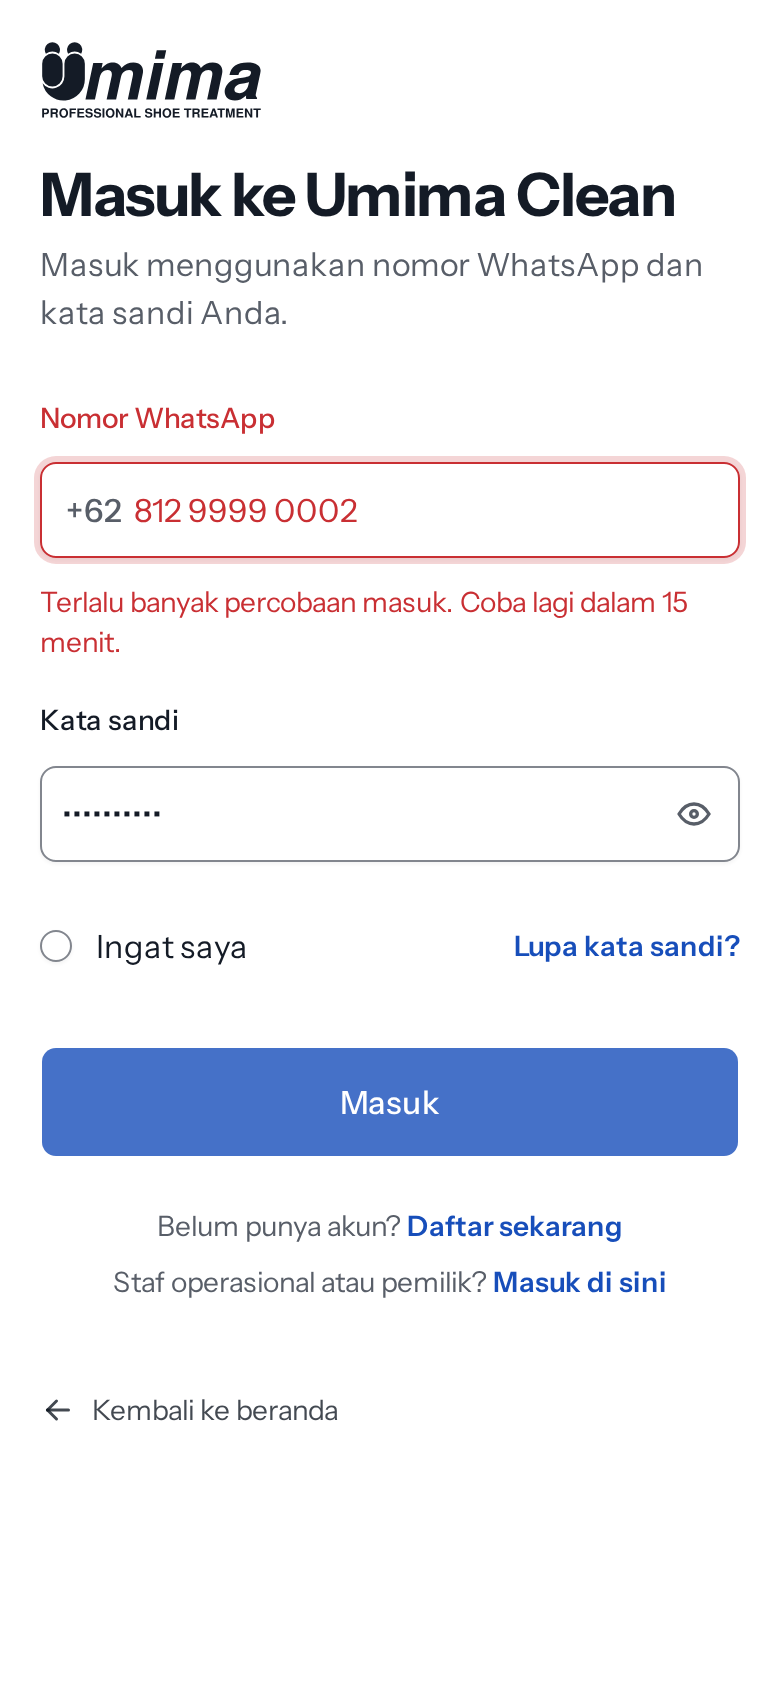 Ümima
PROFESSIONAL SHOE TREATMENT
Masuk ke Umima Clean
Masuk menggunakan nomor WhatsApp dan
kata sandi Anda.
Nomor WhatsApp
+62 812 9999 0002
Terlalu banyak percobaan masuk. Coba lagi dalam 15
menit.
Kata sandi
Ingat saya
Lupa kata sandi?
Masuk
Belum punya akun? Daftar sekarang
Staf operasional atau pemilik? Masuk di sini
Kembali ke beranda